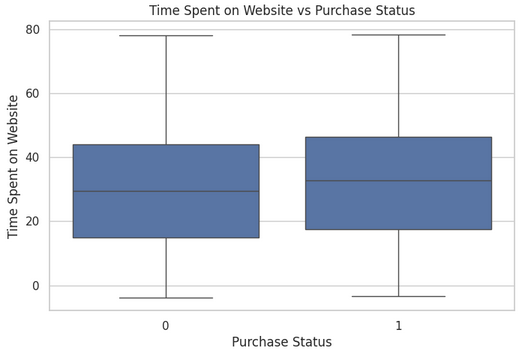 Time Spent on Website vs Purchase Status
80
60
40
20
0
Time Spent on Website
0 1
Purchase Status